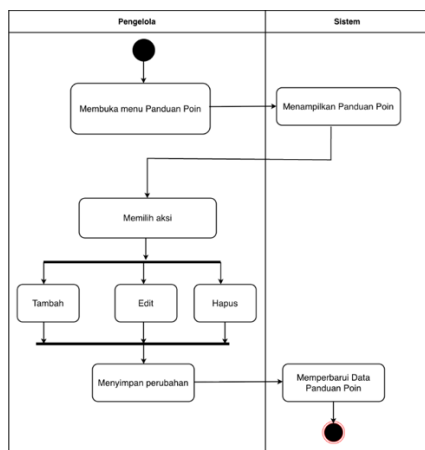 Pengelola
Sistem
Membuka menu Panduan Poin
Menampilkan Panduan Poin
Memilih aksi
Tambah
Edit
Hapus
Menyimpan perubahan
Memperbarui Data
Panduan Poin